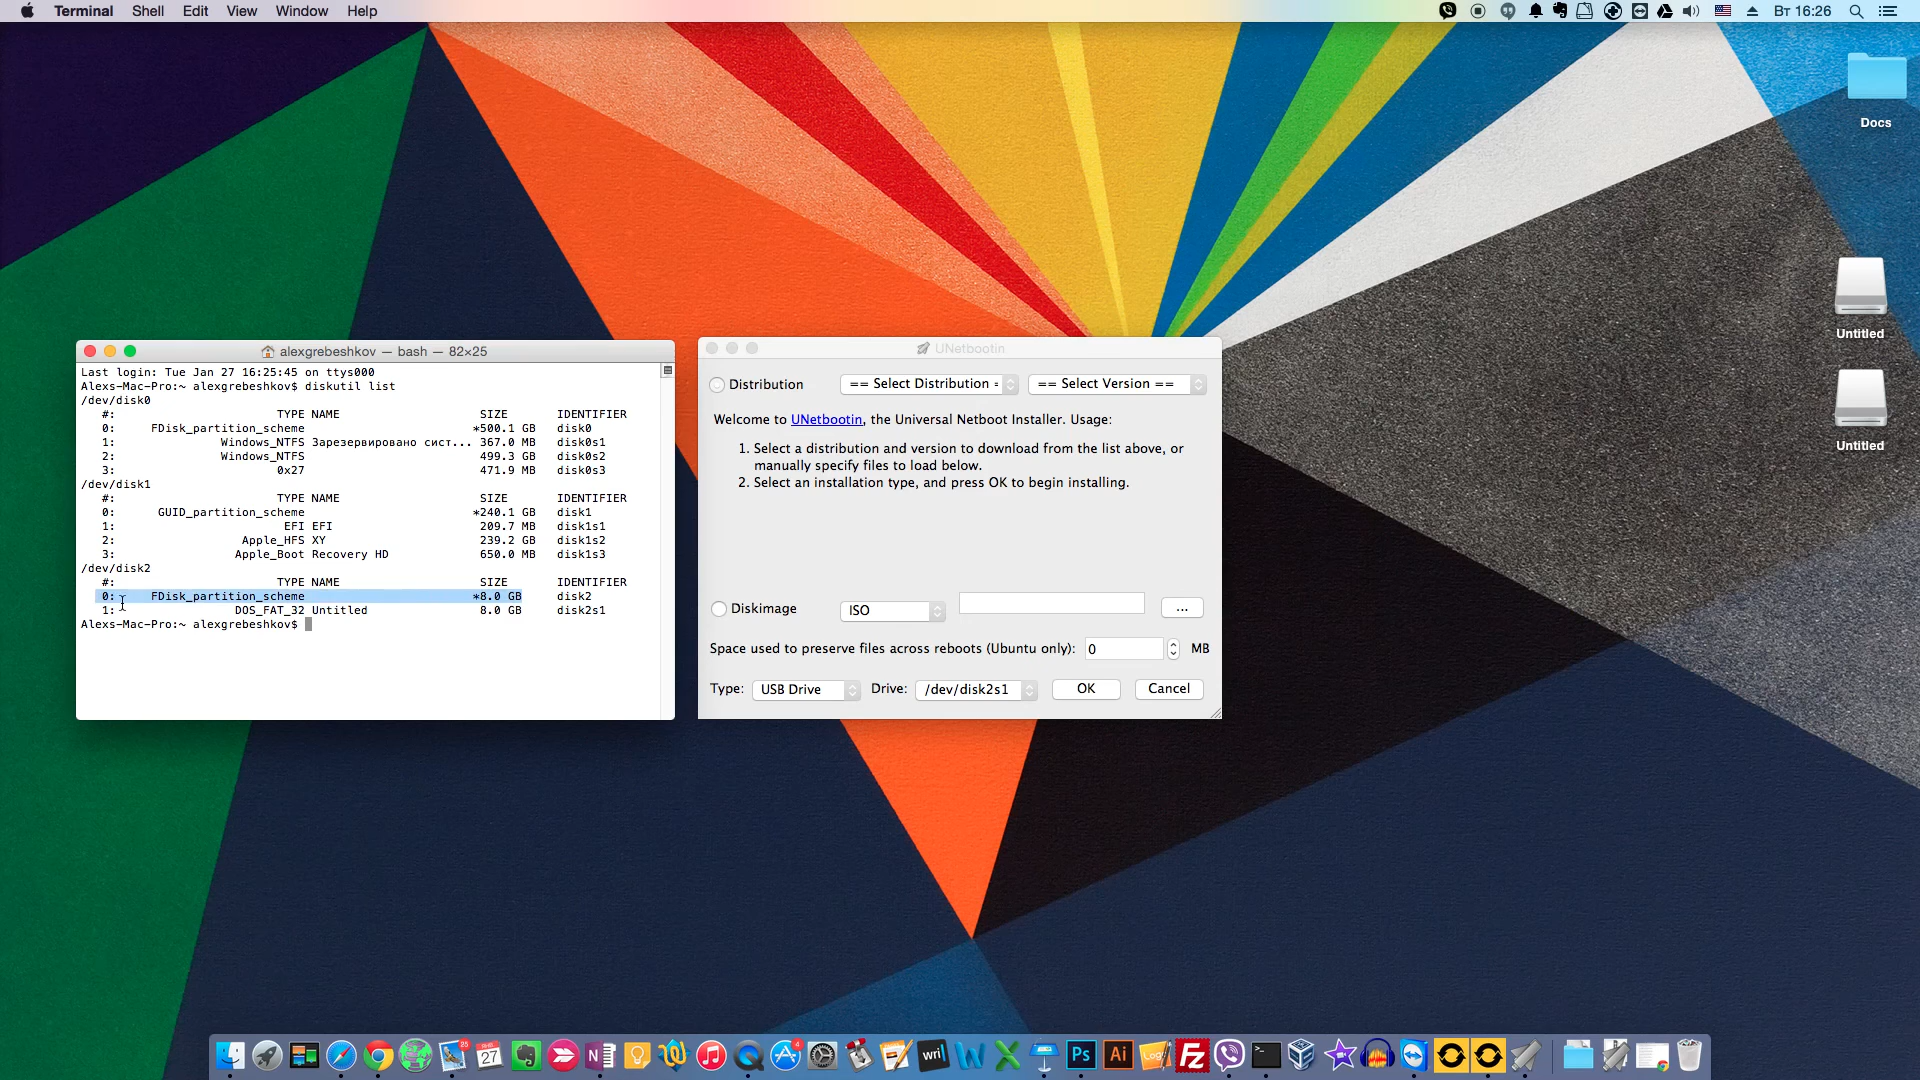 Terminal Shell Edit View Window Help
Вт 16:26
Docs
Untitled
Untitled
alexgrebeshkov — bash — 82×25
Last login: Tue Jan 27 16:25:45 on ttys000
Alexs-Mac-Pro:~ alexgrebeshkov$ diskutil list
/dev/disk0
#: TYPE NAME SIZE IDENTIFIER
0: FDisk_partition_scheme *500.1 GB disk0
1: Windows_NTFS Зарезервировано сист... 367.0 MB disk0s1
2: Windows_NTFS 499.3 GB disk0s2
3: 0x27 471.9 MB disk0s3
/dev/disk1
#: TYPE NAME SIZE IDENTIFIER
0: GUID_partition_scheme *240.1 GB disk1
1: EFI EFI 209.7 MB disk1s1
2: Apple_HFS XY 239.2 GB disk1s2
3: Apple_Boot Recovery HD 650.0 MB disk1s3
/dev/disk2
#: TYPE NAME SIZE IDENTIFIER
0: FDisk_partition_scheme *8.0 GB disk2
1: DOS_FAT_32 Untitled 8.0 GB disk2s1
Alexs-Mac-Pro:~ alexgrebeshkov$
UNetbootin
Distribution == Select Distribution = == Select Version ==
Welcome to UNetbootin, the Universal Netboot Installer. Usage:
1. Select a distribution and version to download from the list above, or
manually specify files to load below.
2. Select an installation type, and press OK to begin installing.
Diskimage ISO ...
Space used to preserve files across reboots (Ubuntu only): 0 MB
Type: USB Drive Drive: /dev/disk2s1 OK Cancel
25 27 N wri W X 4 Ps Ai Fz